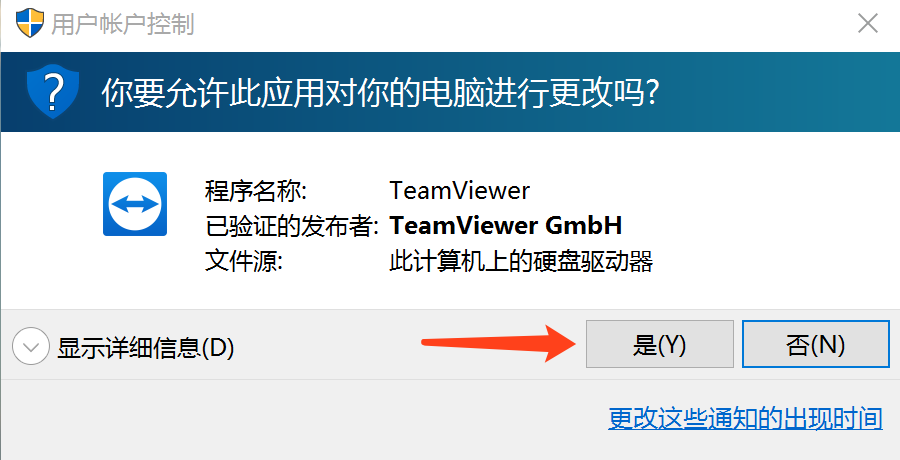 用户帐户控制
你要允许此应用对你的电脑进行更改吗?
程序名称: TeamViewer
已验证的发布者: TeamViewer GmbH
文件源: 此计算机上的硬盘驱动器
显示详细信息(D) 是(Y) 否(N)
更改这些通知的出现时间